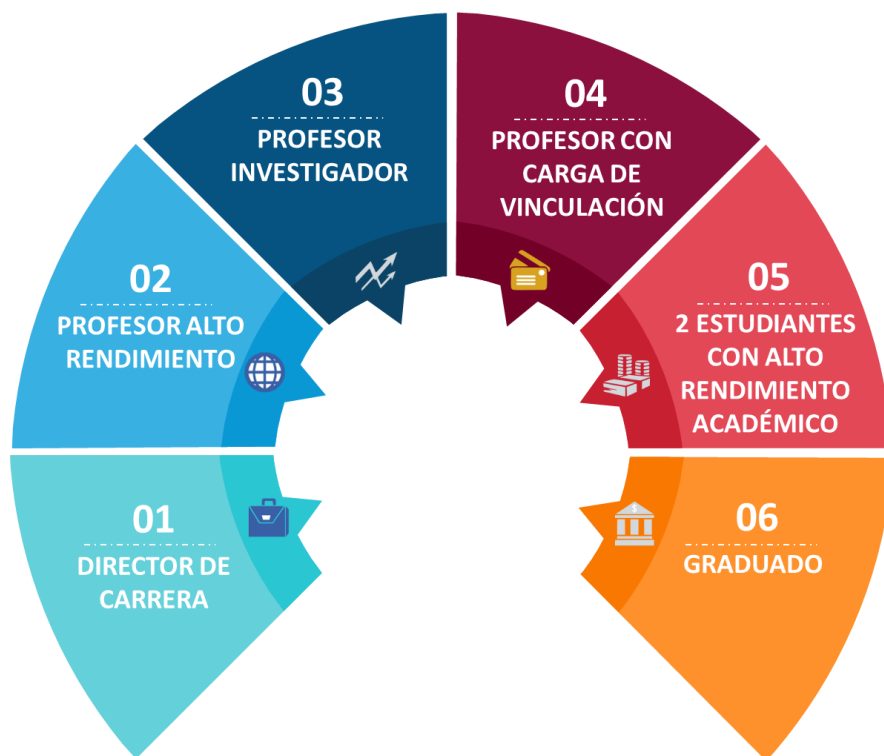 01
DIRECTOR DE
CARRERA
02
PROFESOR ALTO
RENDIMIENTO
03
PROFESOR
INVESTIGADOR
04
PROFESOR CON
CARGA DE
VINCULACIÓN
05
2 ESTUDIANTES
CON ALTO
RENDIMIENTO
ACADÉMICO
06
GRADUADO